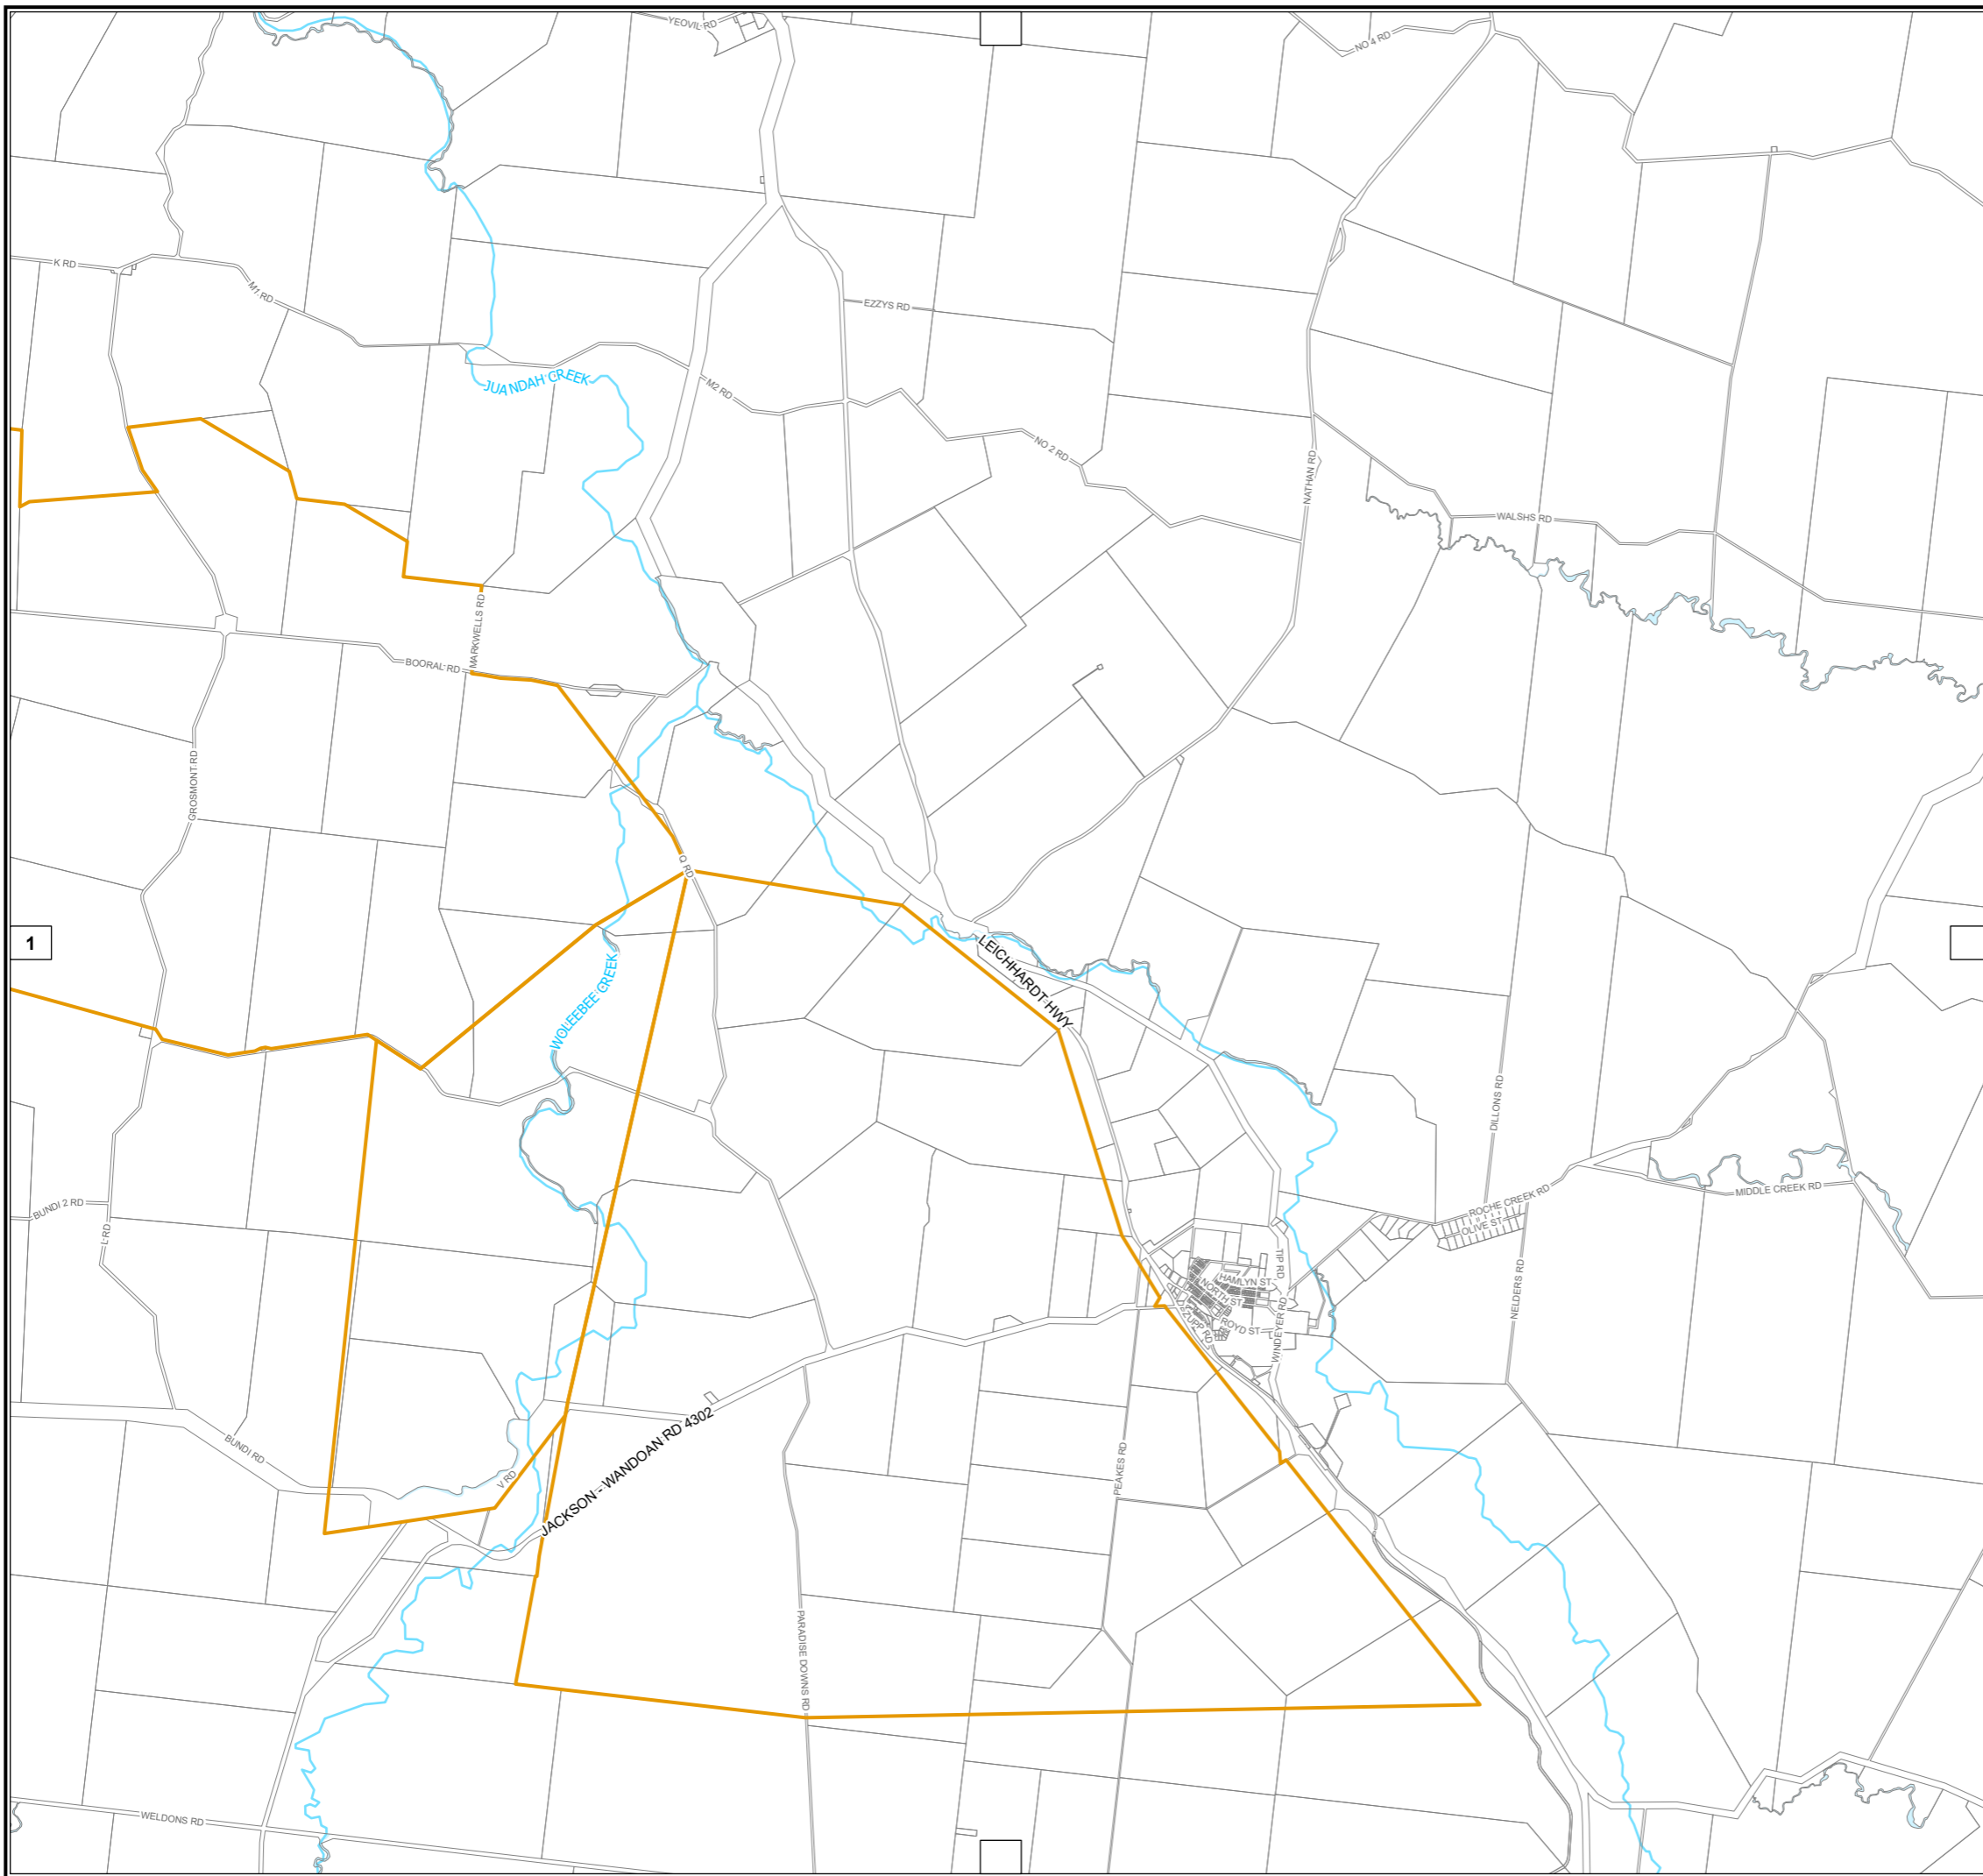 YEOVIL RD
NO 4 RD
K RD
M1 RD
EZZYS RD
JUANDAH CREEK
M2 RD
NO 2 RD
NATHAN RD
WALSHS RD
MARKWELLS RD
BOORAL RD
GROSMONT RD
Q RD
1
LEICHHARDT HWY
WOLEEBEE CREEK
DILLONS RD
BUNDI 2 RD
L RD
MIDDLE CREEK RD
ROCHE CREEK RD
OLIVE ST
TIP RD
HAMLYN ST
NORTH ST
NELDERS RD
ZUPP RD
ROYD ST
WINDEYER RD
BUNDI RD
V RD
JACKSON - WANDOAN RD 4302
PEAKES RD
PARADISE DOWNS RD
WELDONS RD